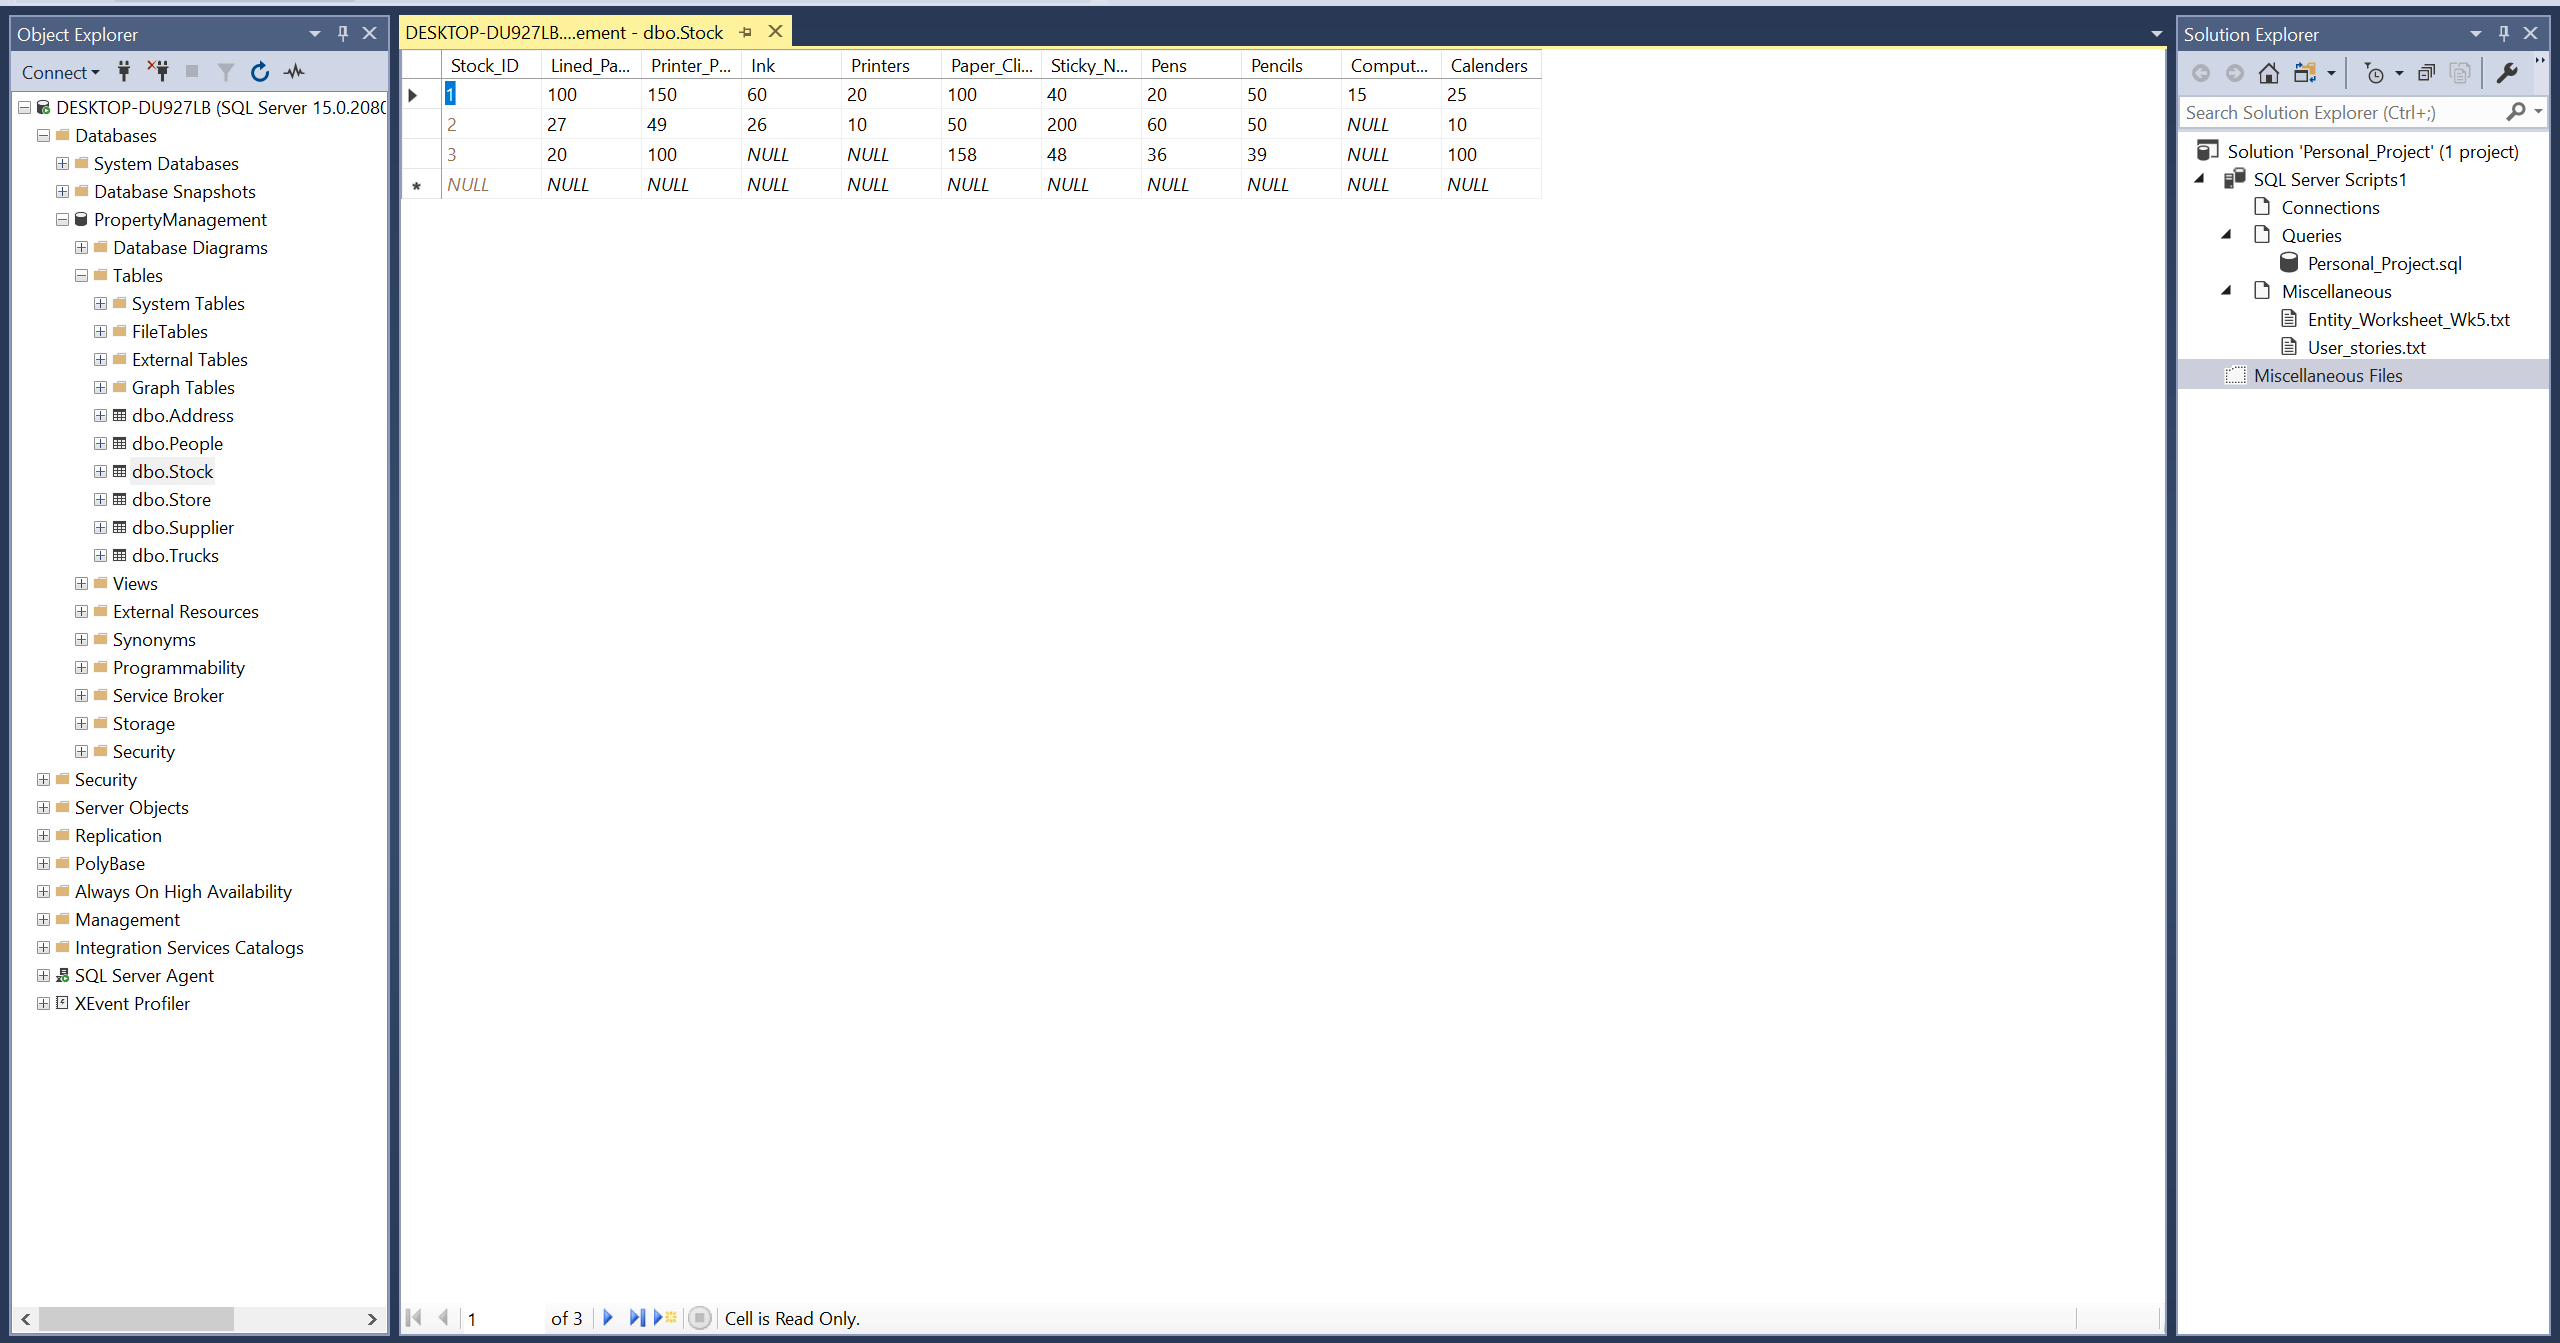 Object Explorer
Connect
DESKTOP-DU927LB (SQL Server 15.0.2080
Databases
System Databases
Database Snapshots
PropertyManagement
Database Diagrams
Tables
System Tables
FileTables
External Tables
Graph Tables
dbo.Address
dbo.People
dbo.Stock
dbo.Store
dbo.Supplier
dbo.Trucks
Views
External Resources
Synonyms
Programmability
Service Broker
Storage
Security
Security
Server Objects
Replication
PolyBase
Always On High Availability
Management
Integration Services Catalogs
SQL Server Agent
XEvent Profiler
DESKTOP-DU927LB....ement - dbo.Stock
Stock_ID Lined_Pa... Printer_P... Ink Printers Paper_Cli... Sticky_N... Pens Pencils Comput... Calenders
1 100 150 60 20 100 40 20 50 15 25
2 27 49 26 10 50 200 60 50 NULL 10
3 20 100 NULL NULL 158 48 36 39 NULL 100
* NULL NULL NULL NULL NULL NULL NULL NULL NULL NULL NULL
1 of 3 Cell is Read Only.
Solution Explorer
Search Solution Explorer (Ctrl+;)
Solution 'Personal_Project' (1 project)
SQL Server Scripts1
Connections
Queries
Personal_Project.sql
Miscellaneous
Entity_Worksheet_Wk5.txt
User_stories.txt
Miscellaneous Files